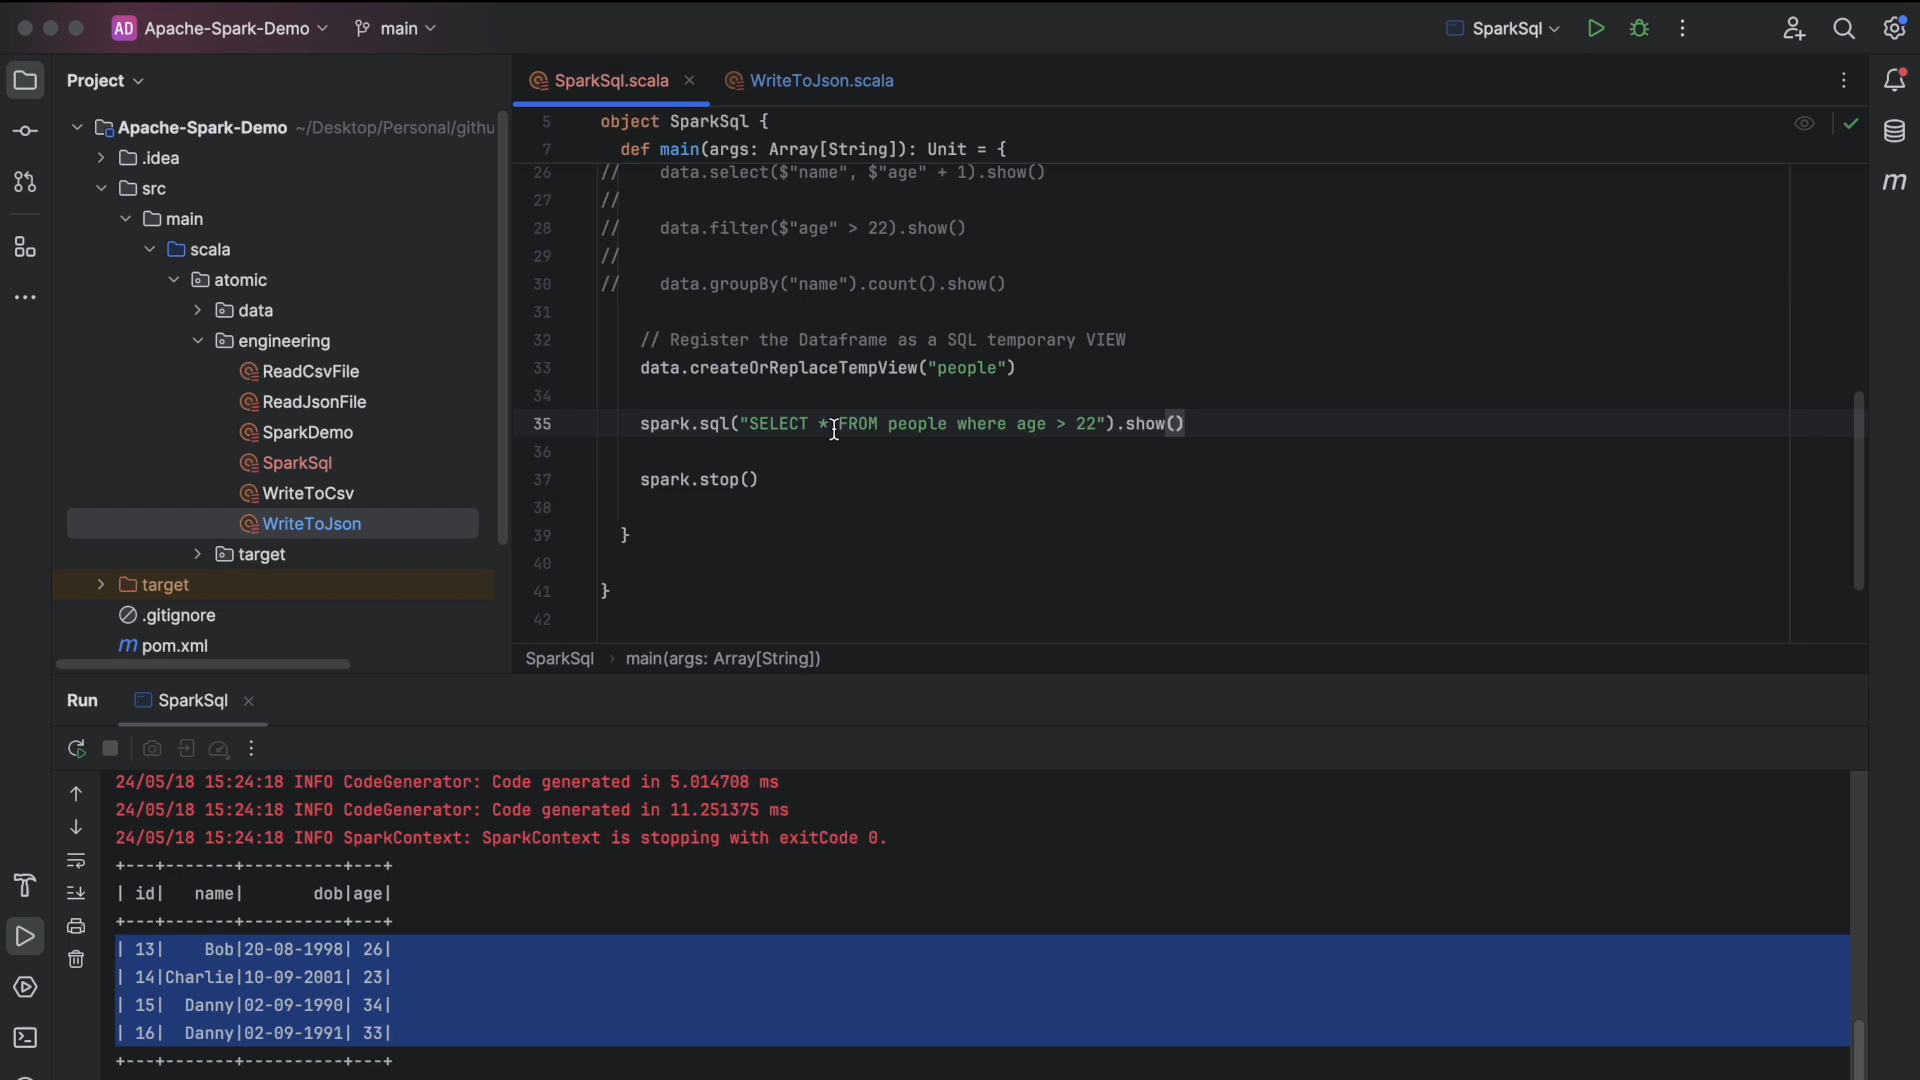 AD Apache-Spark-Demo main SparkSql
Project
SparkSql.scala WriteToJson.scala
Apache-Spark-Demo ~/Desktop/Personal/githu
.idea
src
main
scala
atomic
data
engineering
ReadCsvFile
ReadJsonFile
SparkDemo
SparkSql
WriteToCsv
WriteToJson
target
target
.gitignore
m pom.xml
5 object SparkSql {
7 def main(args: Array[String]): Unit = {
26 // data.select($"name", $"age" + 1).show()
27 //
28 // data.filter($"age" > 22).show()
29 //
30 // data.groupBy("name").count().show()
31
32 // Register the Dataframe as a SQL temporary VIEW
33 data.createOrReplaceTempView("people")
34
35 spark.sql("SELECT * FROM people where age > 22").show()
36
37 spark.stop()
38
39 }
40
41 }
42
SparkSql › main(args: Array[String])
m
Run SparkSql
24/05/18 15:24:18 INFO CodeGenerator: Code generated in 5.014708 ms
24/05/18 15:24:18 INFO CodeGenerator: Code generated in 11.251375 ms
24/05/18 15:24:18 INFO SparkContext: SparkContext is stopping with exitCode 0.
+---+-------+----------+---+
| id|   name|       dob|age|
+---+-------+----------+---+
| 13|    Bob|20-08-1998| 26|
| 14|Charlie|10-09-2001| 23|
| 15|  Danny|02-09-1990| 34|
| 16|  Danny|02-09-1991| 33|
+---+-------+----------+---+